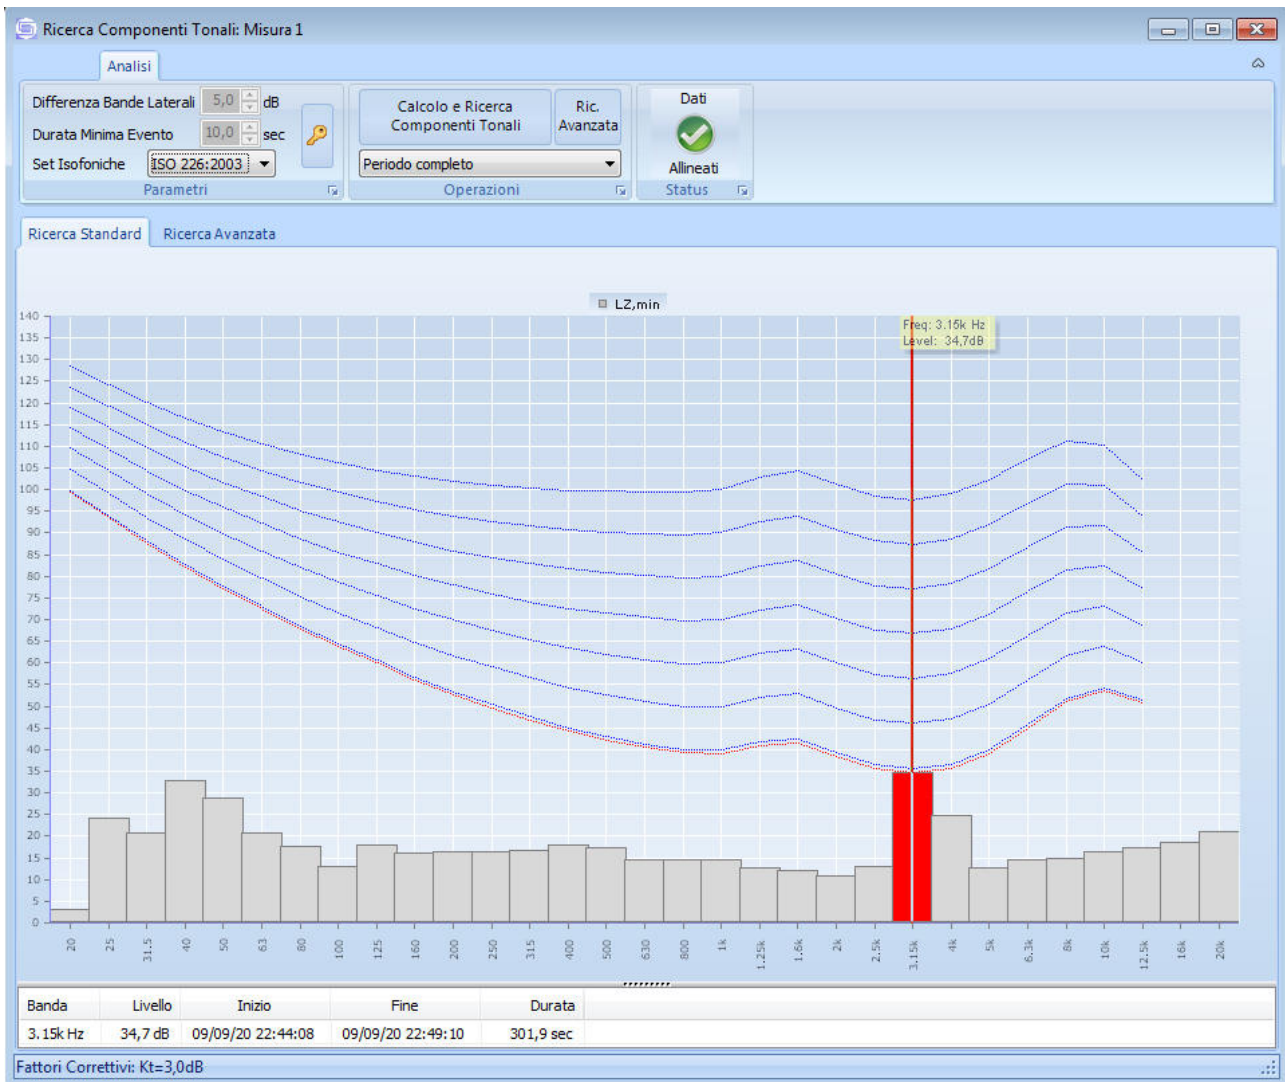 Ricerca Componenti Tonali: Misura 1
Analisi
Differenza Bande Laterali 5,0 dB
Durata Minima Evento 10,0 sec
Set Isofoniche ISO 226:2003
Parametri
Calcolo e Ricerca Componenti Tonali
Ric. Avanzata
Periodo completo
Operazioni
Dati
Allineati
Status
Ricerca Standard Ricerca Avanzata
LZ,min
Freq: 3.15k Hz
Level: 34,7dB
140
135
130
125
120
115
110
105
100
95
90
85
80
75
70
65
60
55
50
45
40
35
30
25
20
15
10
5
0
20 25 31.5 40 50 63 80 100 125 160 200 250 315 400 500 630 800 1k 1.25k 1.6k 2k 2.5k 3.15k 4k 5k 6.3k 8k 10k 12.5k 16k 20k
Banda Livello Inizio Fine Durata
3.15k Hz 34,7 dB 09/09/20 22:44:08 09/09/20 22:49:10 301,9 sec
Fattori Correttivi: Kt=3,0dB